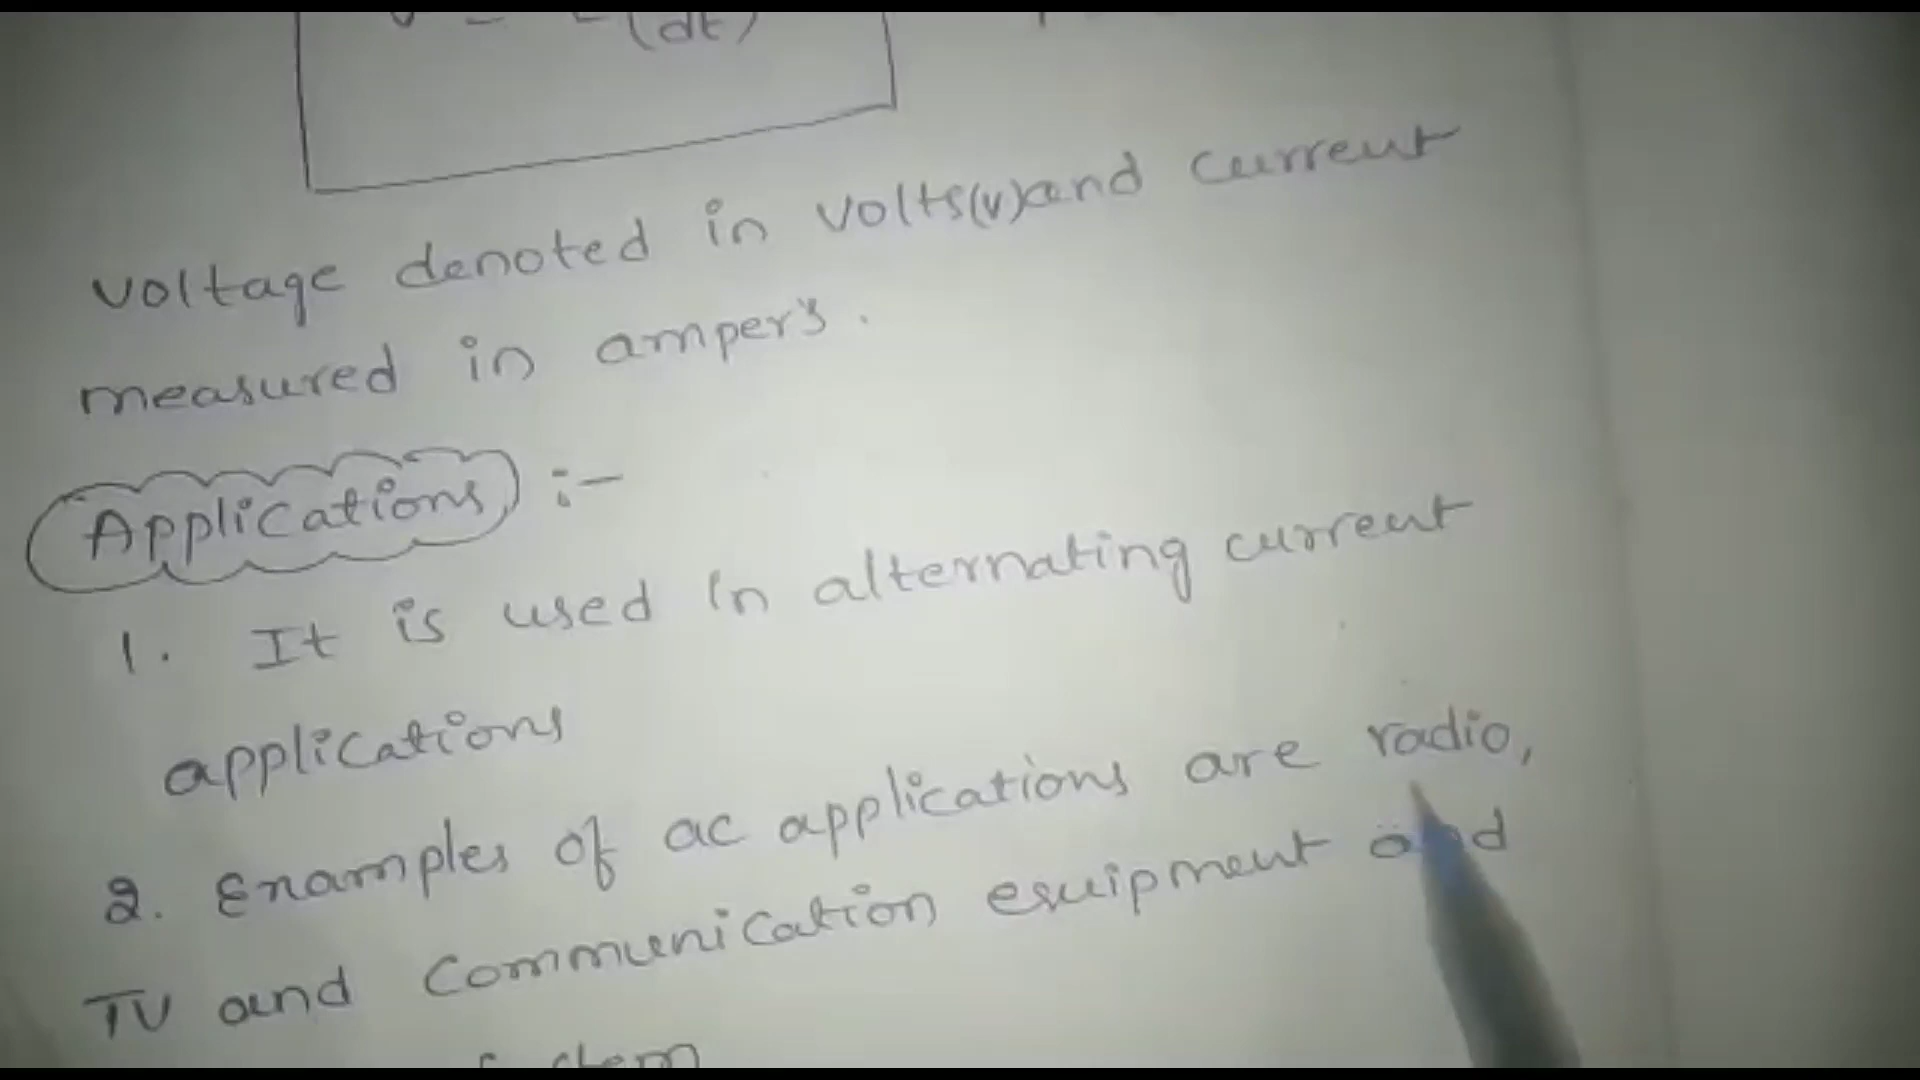 (dt)
voltage denoted in volts(v) and current
measured in amper's.
Applications :-
1. It is used in alternating current
applications
2. Examples of ac applications are radio,
TV and communication equipment and